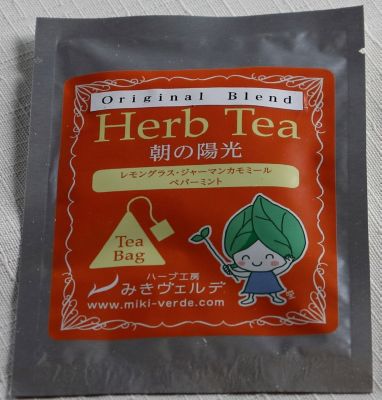 Original Blend
Herb Tea
朝の陽光
レモングラス・ジャーマンカモミール
ペパーミント
Tea
Bag
ハーブ工房
みきヴェルデ
www.miki-verde.com